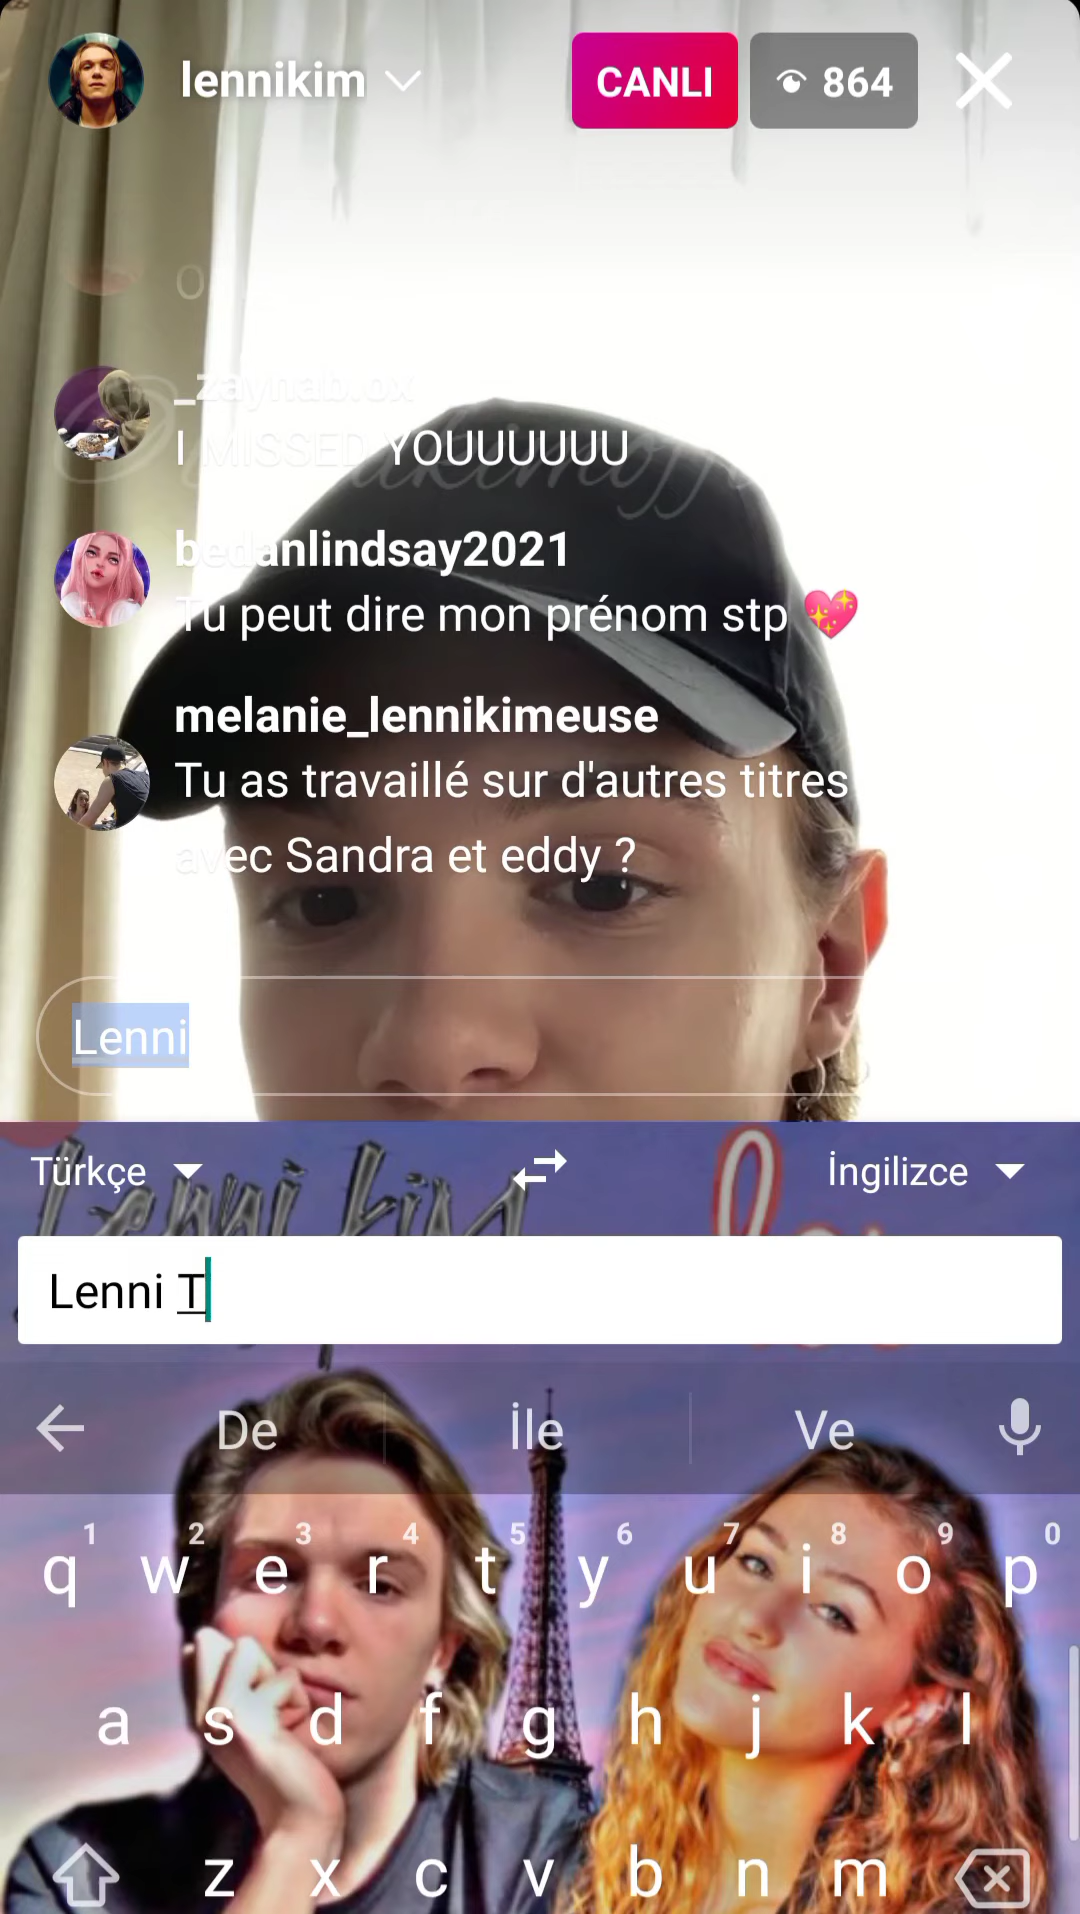 lennikim
CANLI
864
_zaynab.ox
I MISSED YOUUUUUU
bedanlindsay2021
Tu peut dire mon prénom stp 💖
melanie_lennikimeuse
Tu as travaillé sur d'autres titres
avec Sandra et eddy ?
Lenni
Türkçe
İngilizce
Lenni kim
Lenni T
De
İle
Ve
1 2 3 4 5 6 7 8 9 0
q w e r t y u i o p
a s d f g h j k l
z x c v b n m